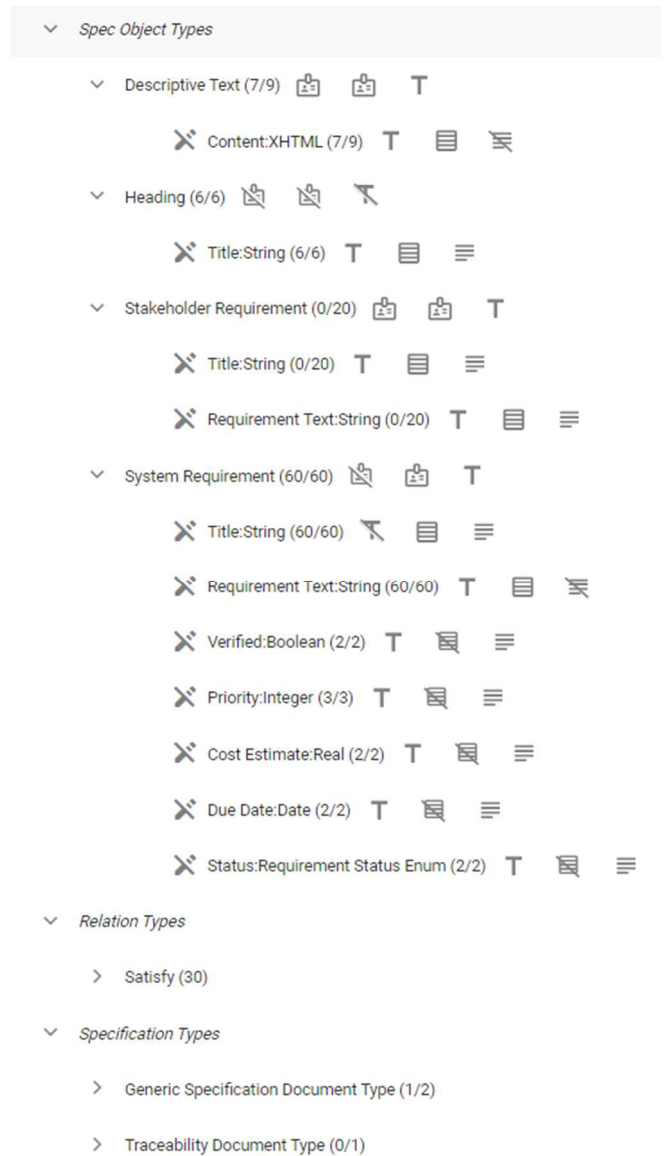 Spec Object Types
Descriptive Text (7/9)
Content:XHTML (7/9)
Heading (6/6)
Title:String (6/6)
Stakeholder Requirement (0/20)
Title:String (0/20)
Requirement Text:String (0/20)
System Requirement (60/60)
Title:String (60/60)
Requirement Text:String (60/60)
Verified:Boolean (2/2)
Priority:Integer (3/3)
Cost Estimate:Real (2/2)
Due Date:Date (2/2)
Status:Requirement Status Enum (2/2)
Relation Types
Satisfy (30)
Specification Types
Generic Specification Document Type (1/2)
Traceability Document Type (0/1)